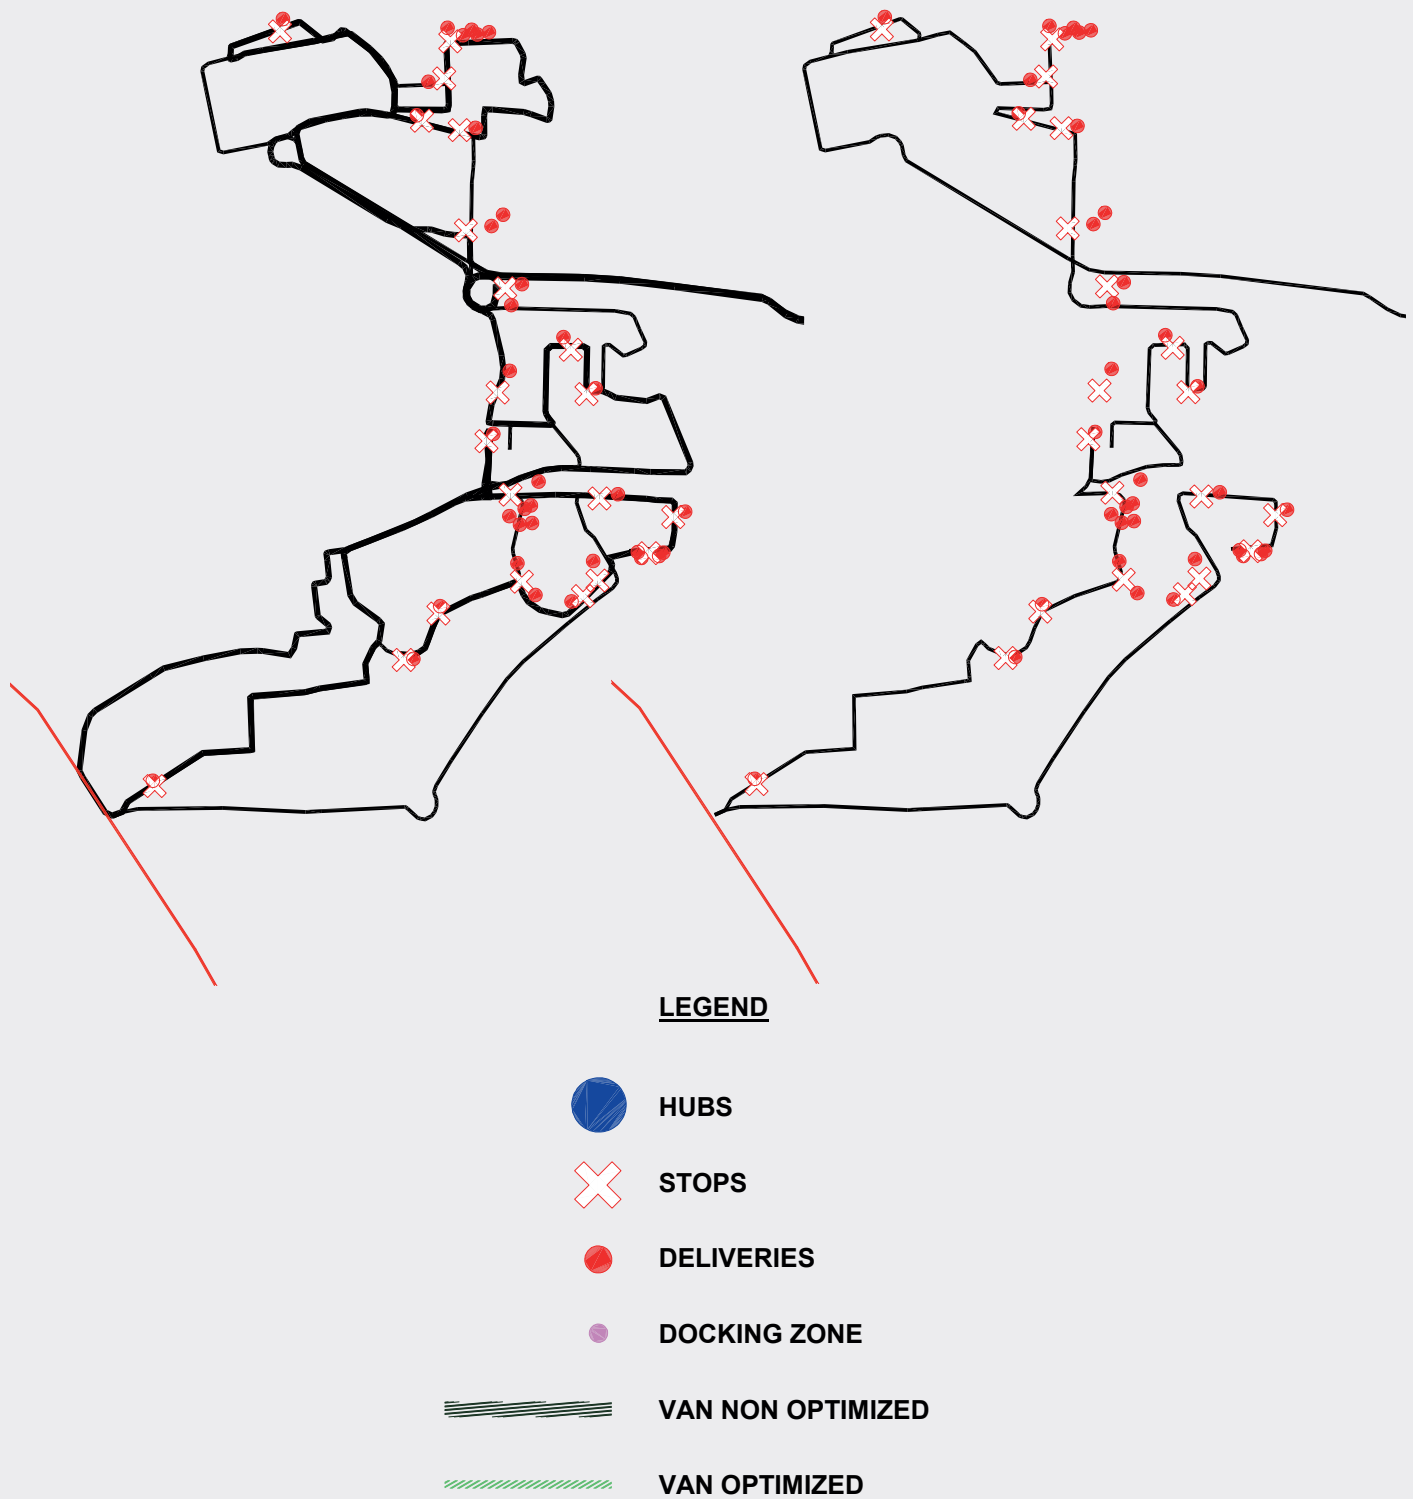 LEGEND
HUBS
STOPS
DELIVERIES
DOCKING ZONE
VAN NON OPTIMIZED
VAN OPTIMIZED